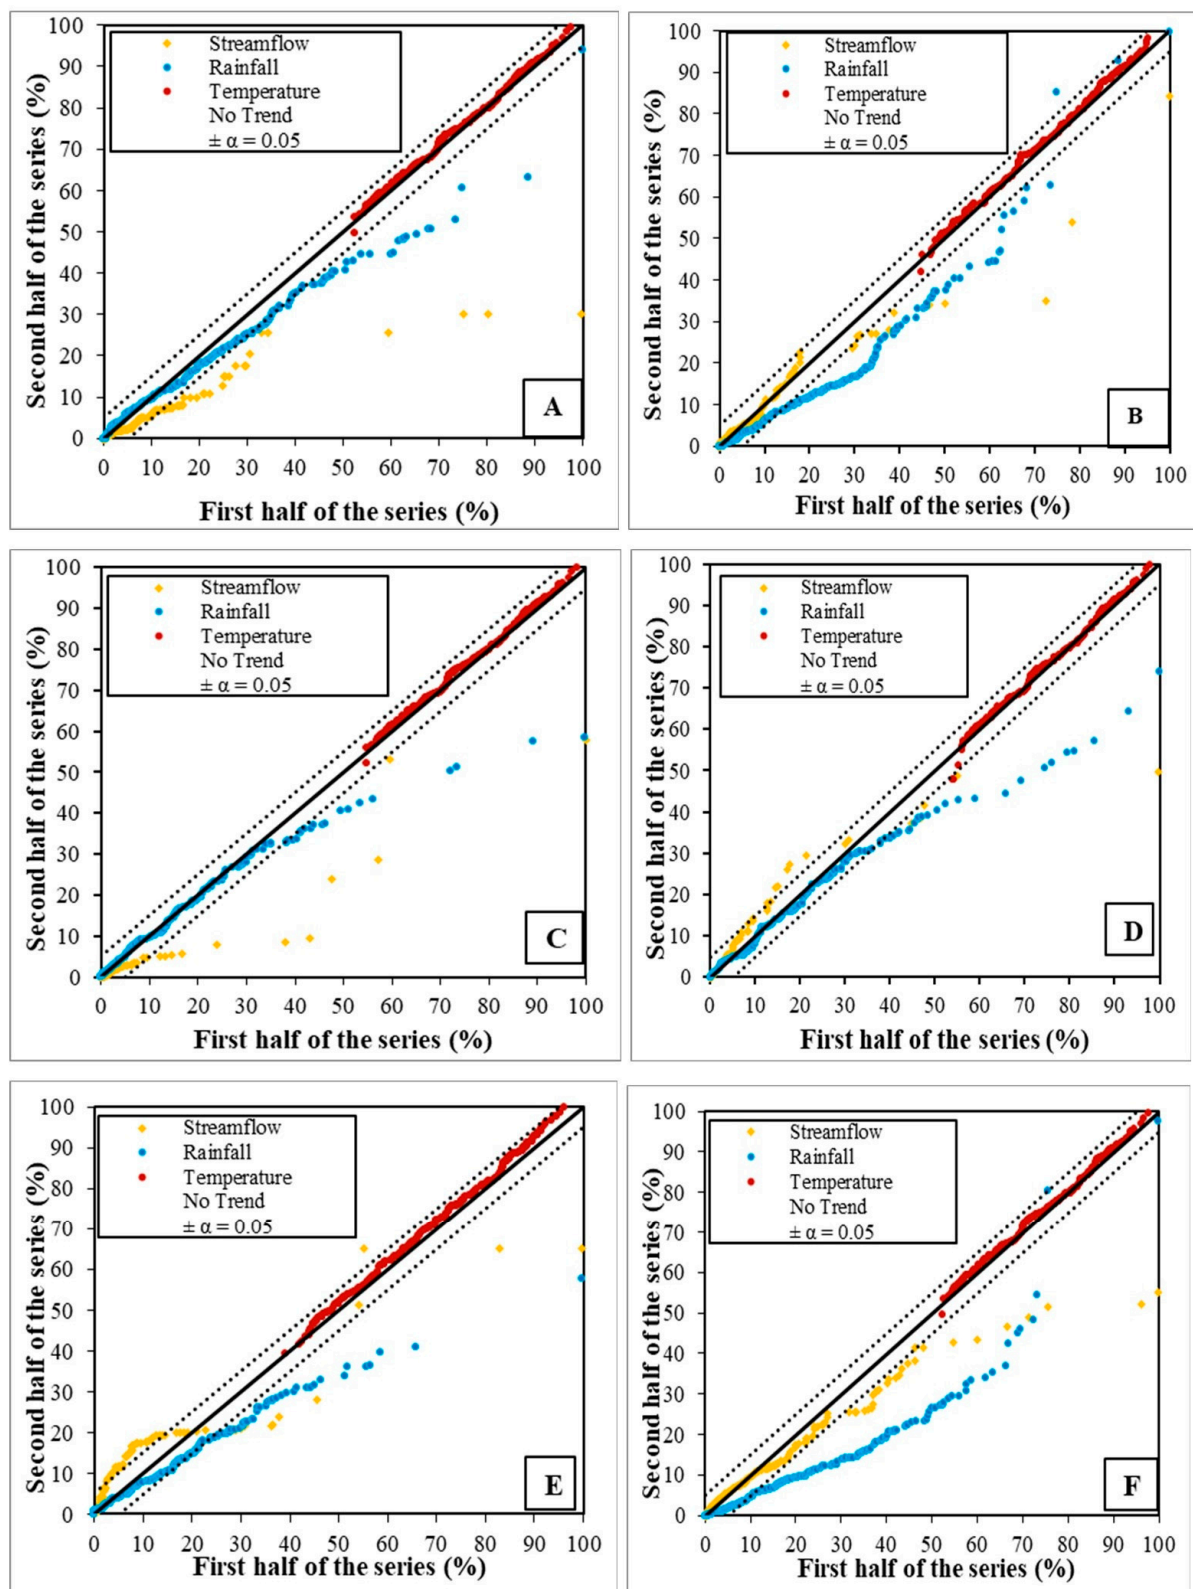 Second half of the series (%)
100
90
80
70
60
50
40
30
20
10
0
Streamflow
Rainfall
Temperature
No Trend
± α = 0.05
A
0 10 20 30 40 50 60 70 80 90 100
First half of the series (%)
Second half of the series (%)
100
90
80
70
60
50
40
30
20
10
0
Streamflow
Rainfall
Temperature
No Trend
± α = 0.05
B
0 10 20 30 40 50 60 70 80 90 100
First half of the series (%)
Second half of the series (%)
100
90
80
70
60
50
40
30
20
10
0
Streamflow
Rainfall
Temperature
No Trend
± α = 0.05
C
0 10 20 30 40 50 60 70 80 90 100
First half of the series (%)
Second half of the series (%)
100
90
80
70
60
50
40
30
20
10
0
Streamflow
Rainfall
Temperature
No Trend
± α = 0.05
D
0 10 20 30 40 50 60 70 80 90 100
First half of the series (%)
Second half of the series (%)
100
90
80
70
60
50
40
30
20
10
0
Streamflow
Rainfall
Temperature
No Trend
± α = 0.05
E
0 10 20 30 40 50 60 70 80 90 100
First half of the series (%)
Second half of the series (%)
100
90
80
70
60
50
40
30
20
10
0
Streamflow
Rainfall
Temperature
No Trend
± α = 0.05
F
0 10 20 30 40 50 60 70 80 90 100
First half of the series (%)